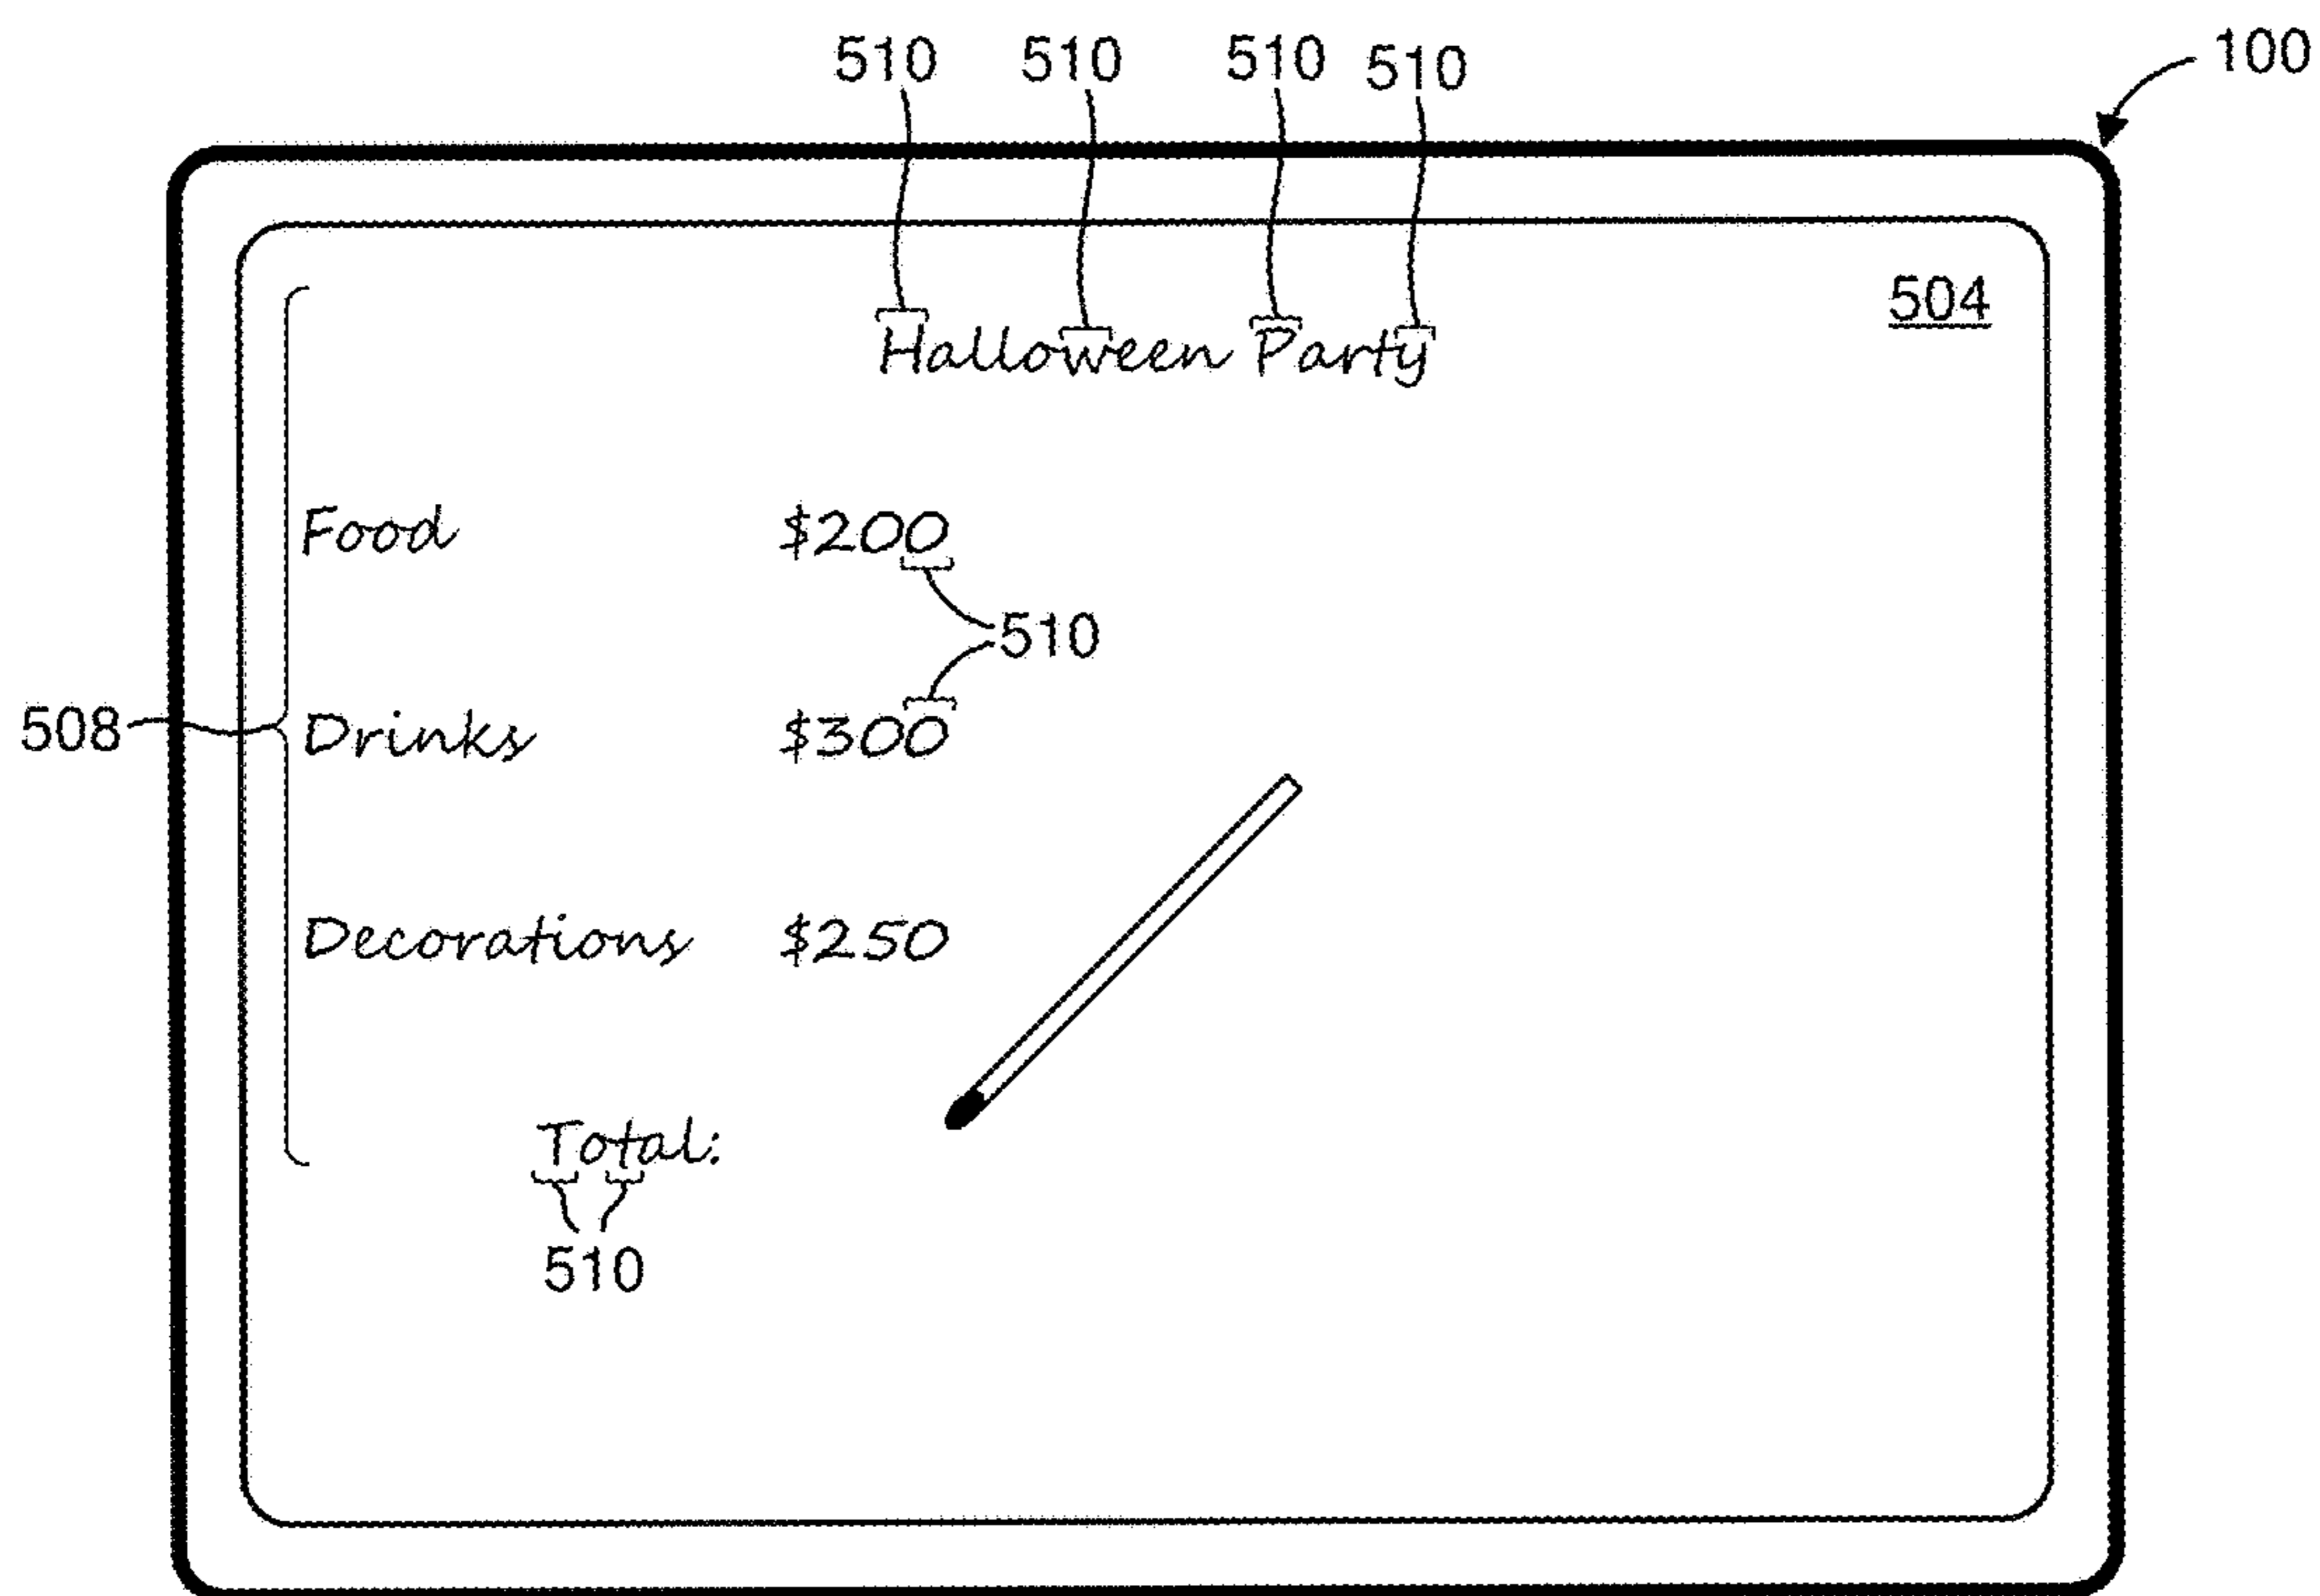 510 510 510 510 100
504
Halloween Party
Food $200
510
508 Drinks $300
Decorations $250
Total:
510